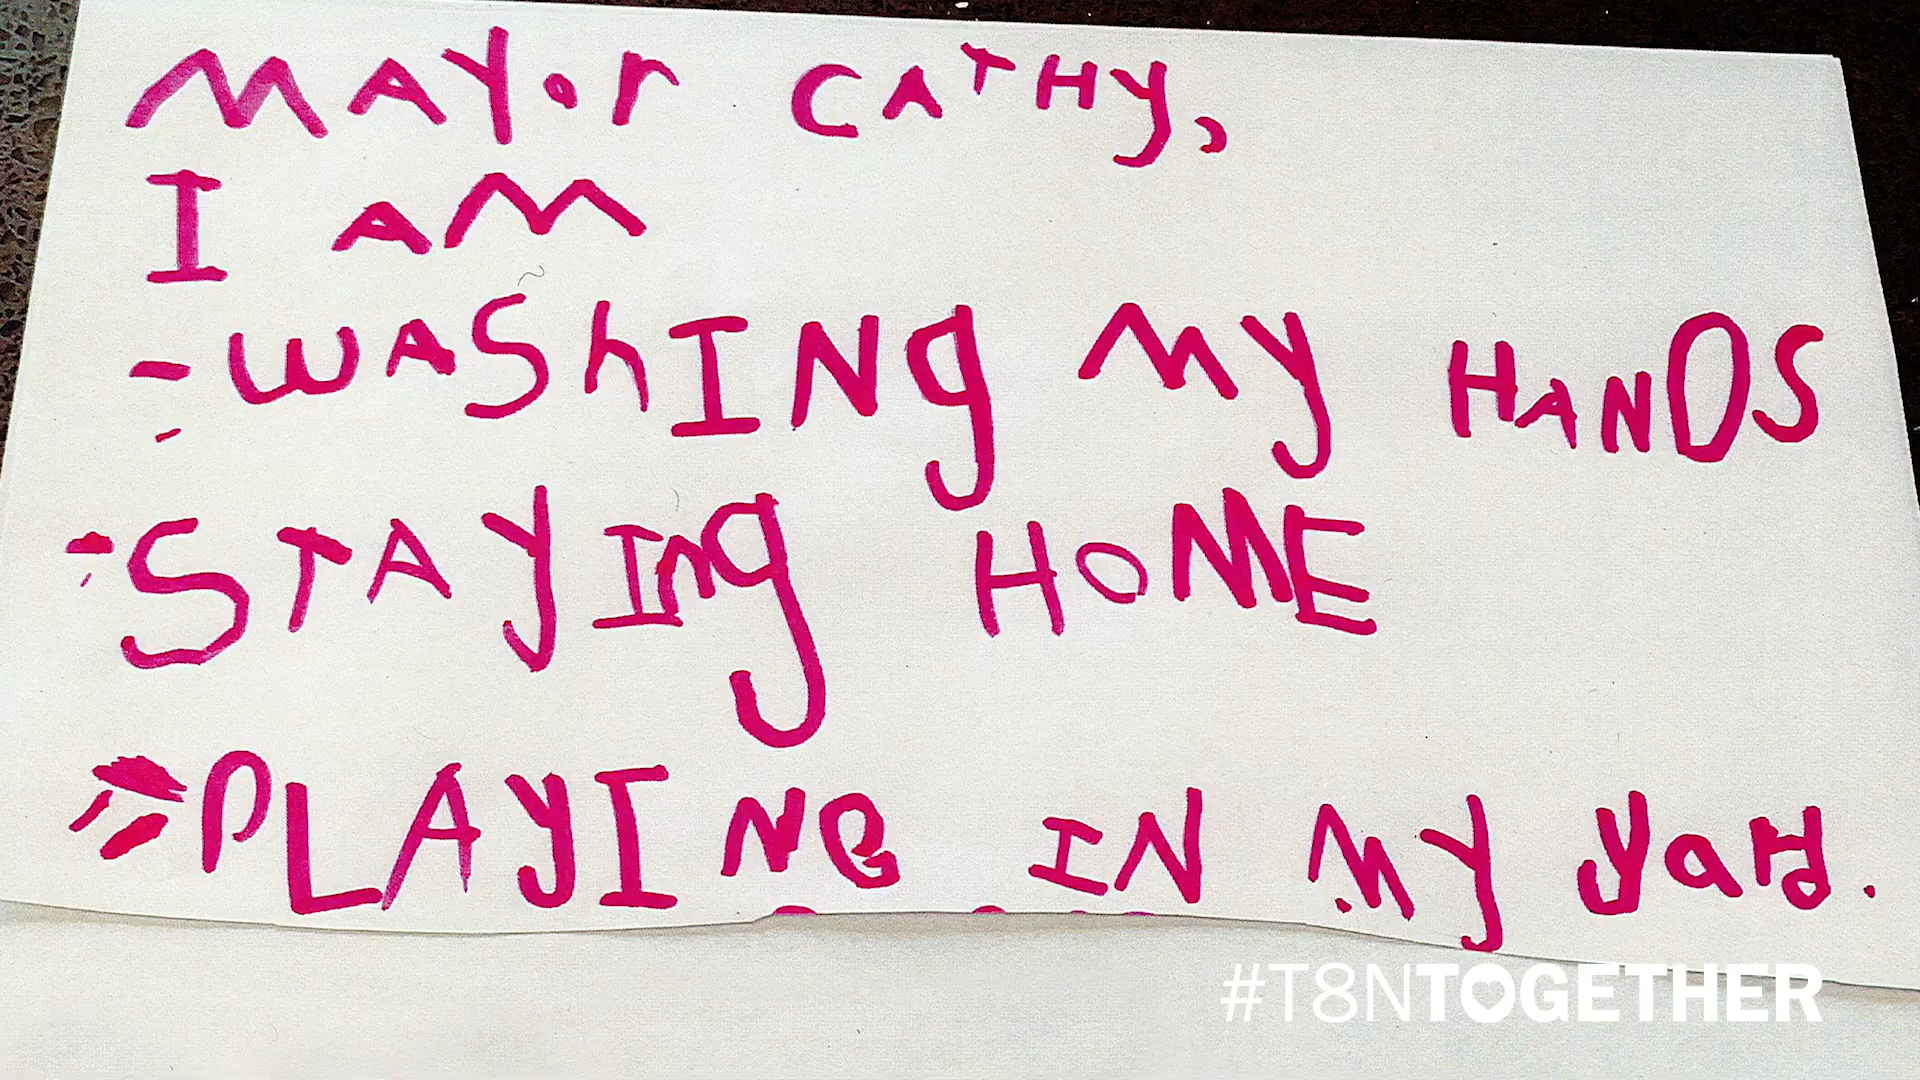 MAYor CATHY,
I AM
- WASHING MY HANDS
- STAYIng HOME
- PLAYING IN MY Yard.
#T8NTOGETHER